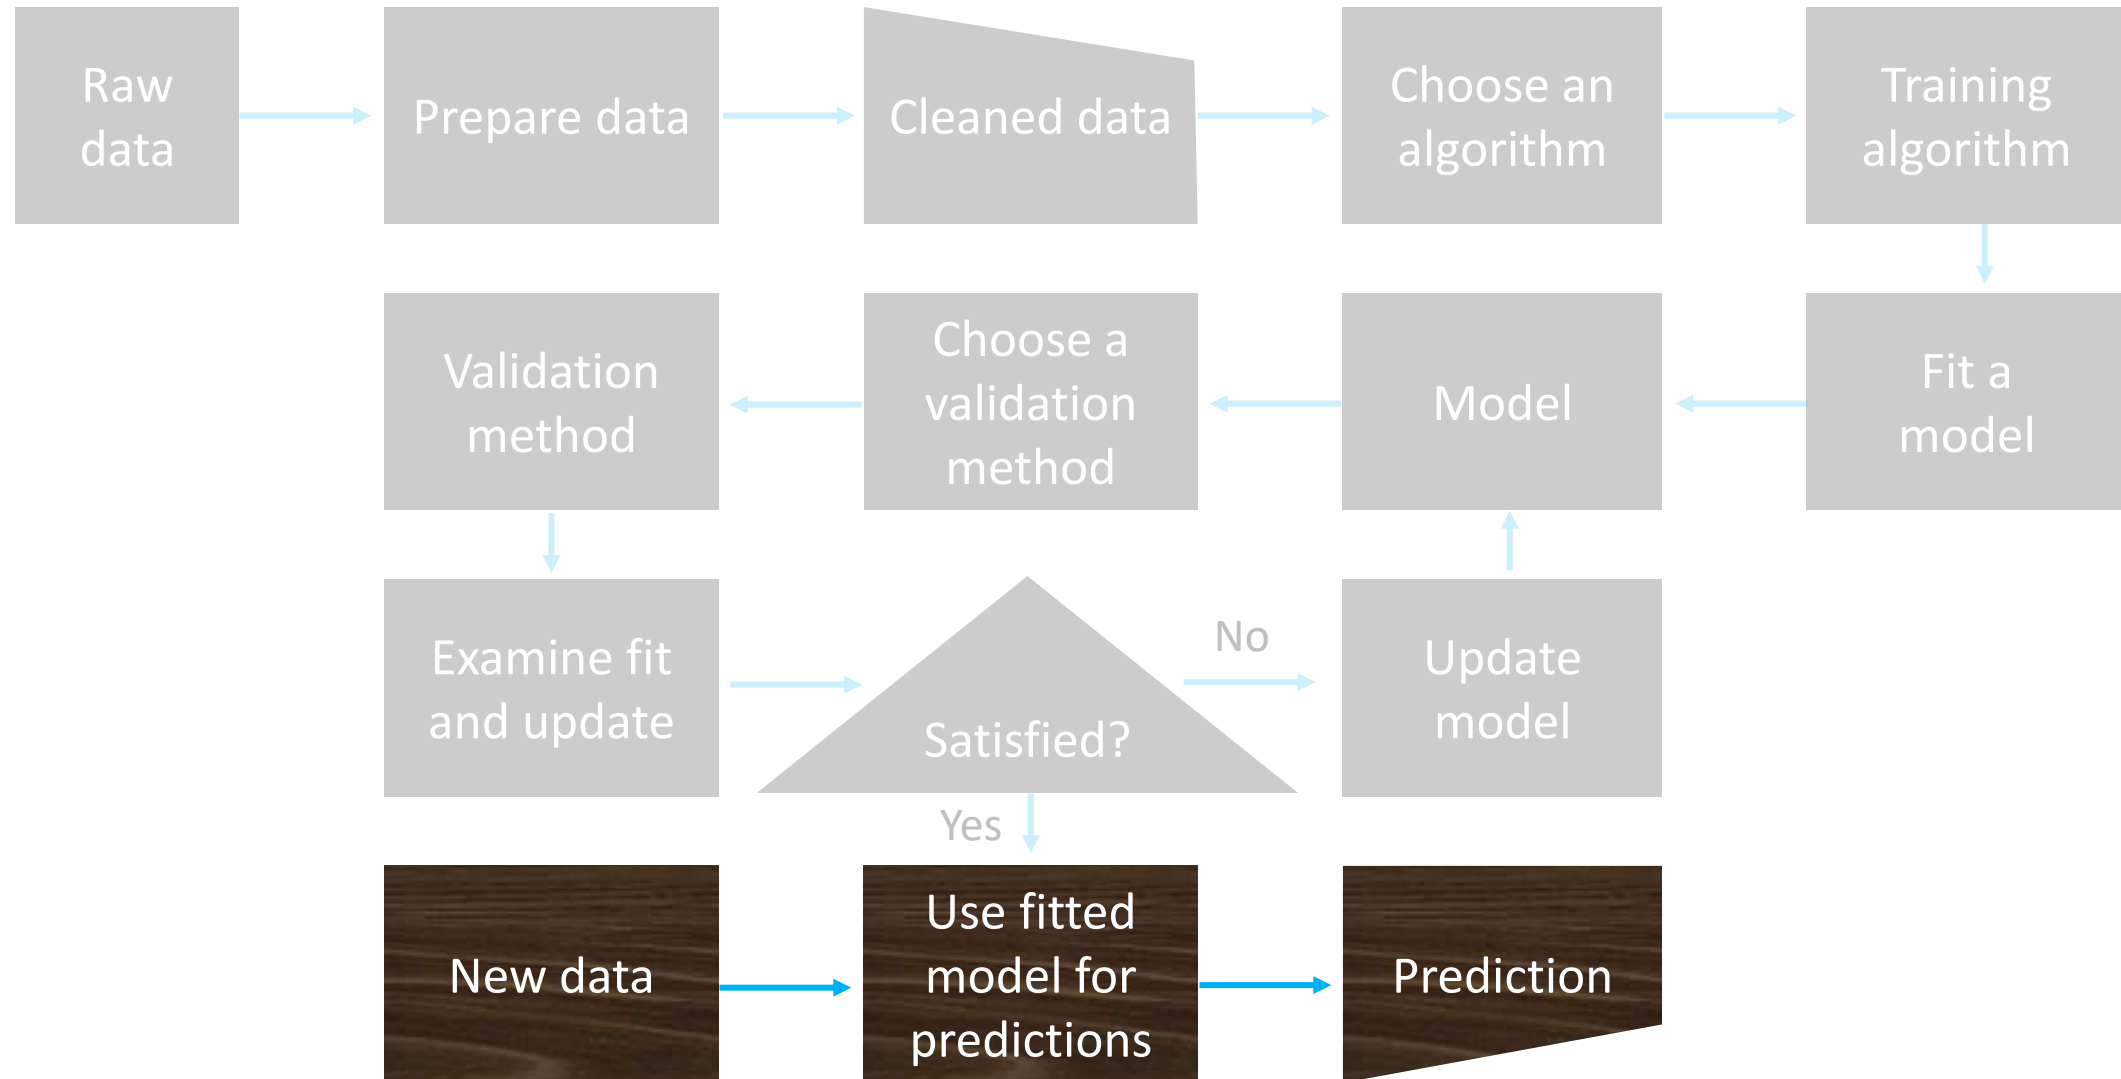 Raw
data
Prepare data
Cleaned data
Choose an
algorithm
Training
algorithm
Validation
method
Choose a
validation
method
Model
Fit a
model
Examine fit
and update
Satisfied?
No
Update
model
Yes
New data
Use fitted
model for
predictions
Prediction